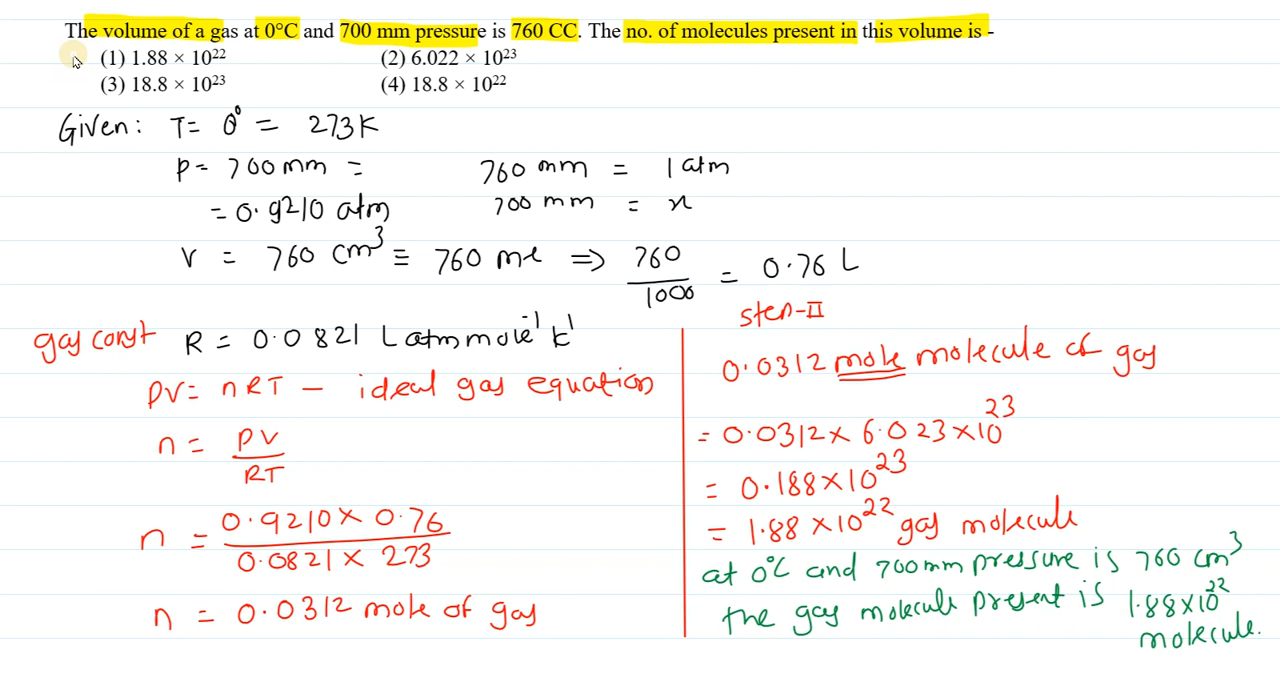 The volume of a gas at 0°C and 700 mm pressure is 760 CC. The no. of molecules present in this volume is -
(1) 1.88 × 10²² (2) 6.022 × 10²³
(3) 18.8 × 10²³ (4) 18.8 × 10²²
Given: T = 0° = 273K
P = 700 mm = 760 mm = 1 atm
= 0.9210 atm 700 mm = x
V = 760 cm³ ≡ 760 ml ⇒ 760/1000 = 0.76 L
gas const R = 0.0821 L atm mole⁻¹ K⁻¹
PV = nRT – ideal gas equation
n = PV/RT
n = 0.9210 × 0.76 / 0.0821 × 273
n = 0.0312 mole of gas
step-II
0.0312 mole molecule of gas
= 0.0312 × 6.023 × 10²³
= 0.188 × 10²³
= 1.88 × 10²² gas molecule
at 0°C and 700mm pressure is 760 cm³
the gas molecule present is 1.88×10²²
molecule.